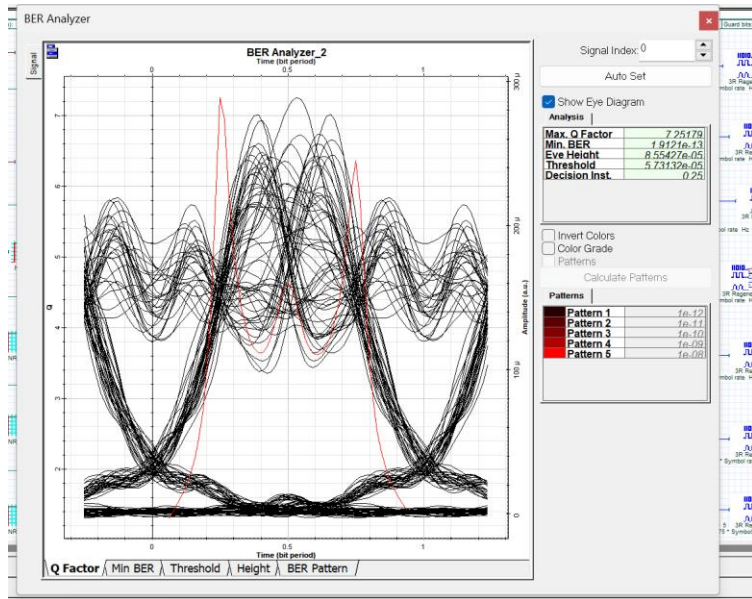 BER Analyzer
Guard bits
Signal
BER Analyzer_2
Time (bit period)
0 0.5 1
7
6
5
4
3
2
Q
300 µ
200 µ
100 µ
0
Amplitude (a.u.)
0 0.5 1
Time (bit period)
Q Factor Min BER Threshold Height BER Pattern
Signal Index: 0
Auto Set
Show Eye Diagram
Analysis
Max. Q Factor 7.25179
Min. BER 1.9121e-13
Eye Height 8.55427e-05
Threshold 5.73132e-05
Decision Inst. 0.25
Invert Colors
Color Grade
Patterns
Calculate Patterns
Patterns
Pattern 1 1e-12
Pattern 2 1e-11
Pattern 3 1e-10
Pattern 4 1e-09
Pattern 5 1e-08